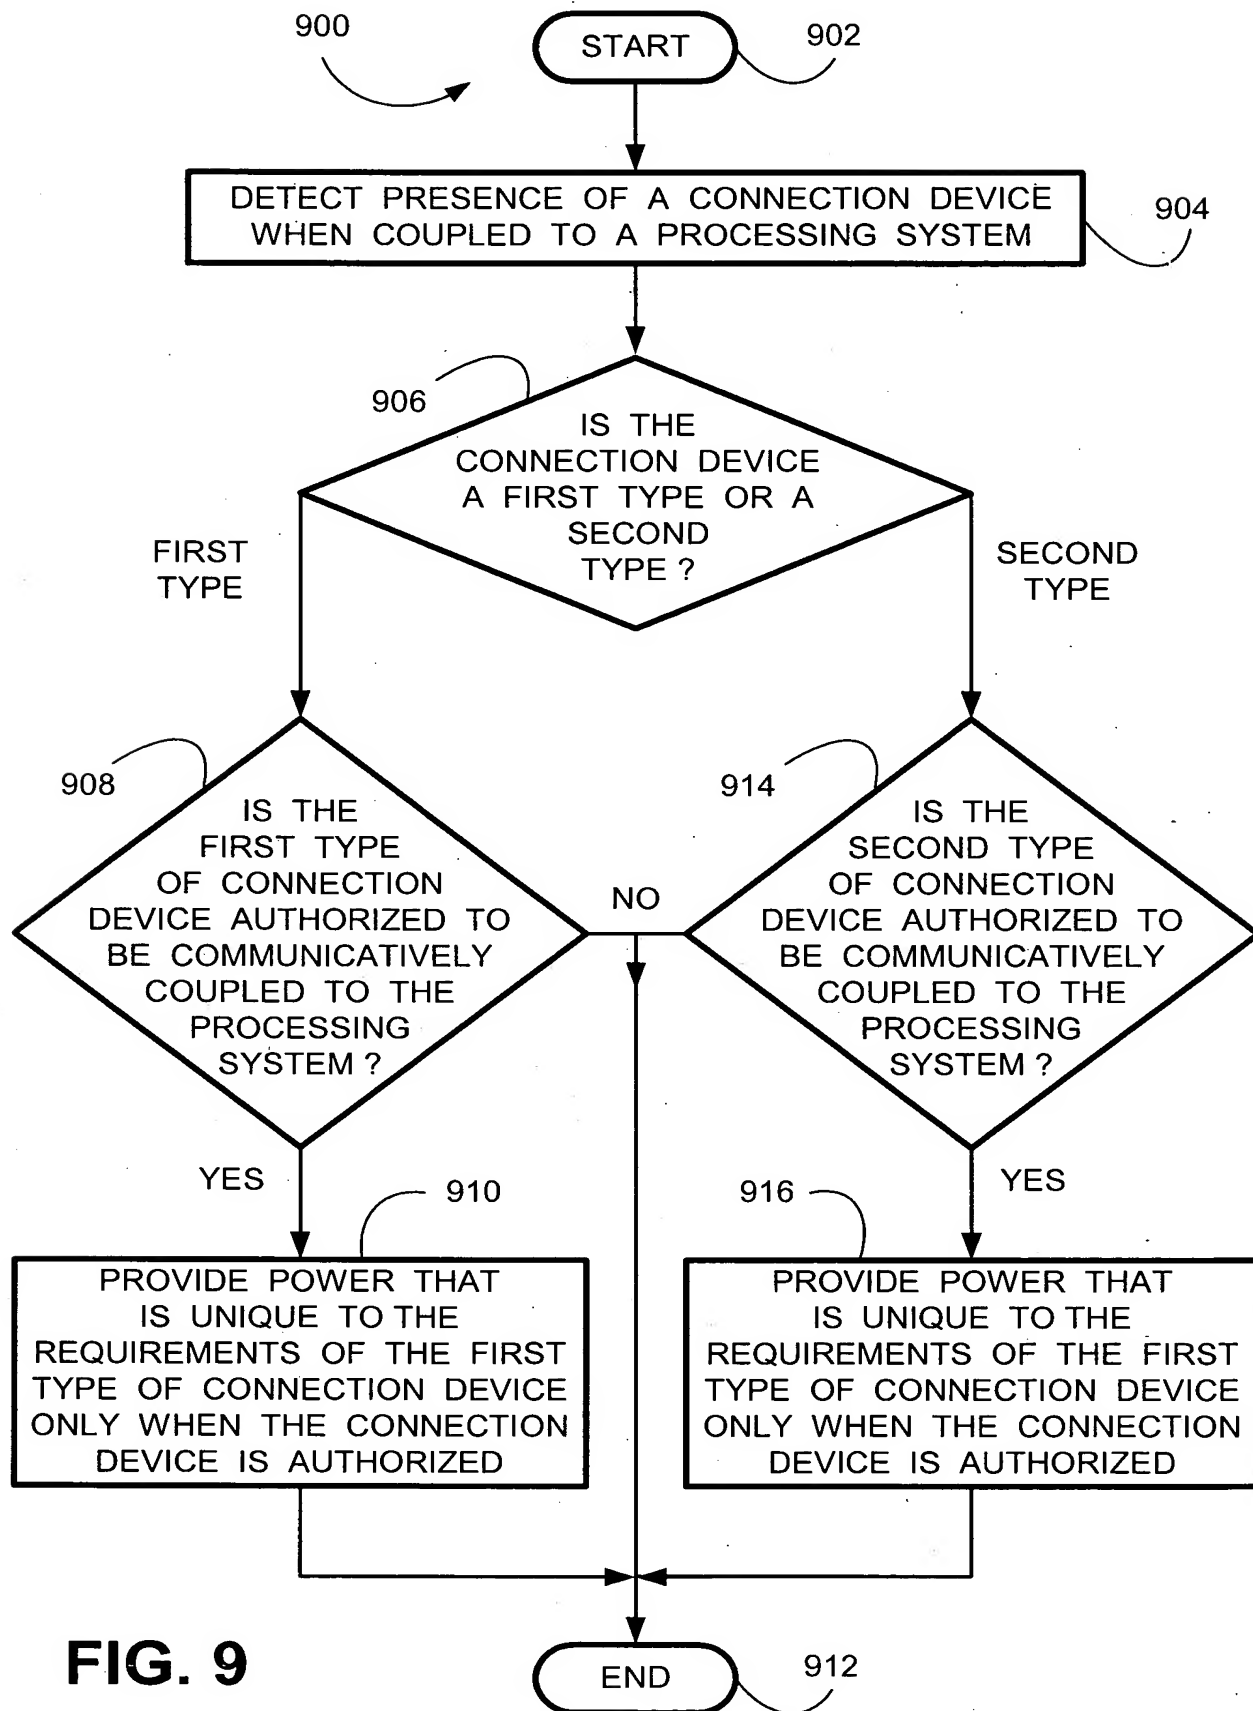 900
START
902
DETECT PRESENCE OF A CONNECTION DEVICE
WHEN COUPLED TO A PROCESSING SYSTEM
904
906
IS THE
CONNECTION DEVICE
A FIRST TYPE OR A
SECOND
TYPE ?
FIRST
TYPE
SECOND
TYPE
908
IS THE
FIRST TYPE
OF CONNECTION
DEVICE AUTHORIZED TO
BE COMMUNICATIVELY
COUPLED TO THE
PROCESSING
SYSTEM ?
NO
914
IS THE
SECOND TYPE
OF CONNECTION
DEVICE AUTHORIZED TO
BE COMMUNICATIVELY
COUPLED TO THE
PROCESSING
SYSTEM ?
YES
910
PROVIDE POWER THAT
IS UNIQUE TO THE
REQUIREMENTS OF THE FIRST
TYPE OF CONNECTION DEVICE
ONLY WHEN THE CONNECTION
DEVICE IS AUTHORIZED
916
YES
PROVIDE POWER THAT
IS UNIQUE TO THE
REQUIREMENTS OF THE FIRST
TYPE OF CONNECTION DEVICE
ONLY WHEN THE CONNECTION
DEVICE IS AUTHORIZED
FIG. 9
END
912